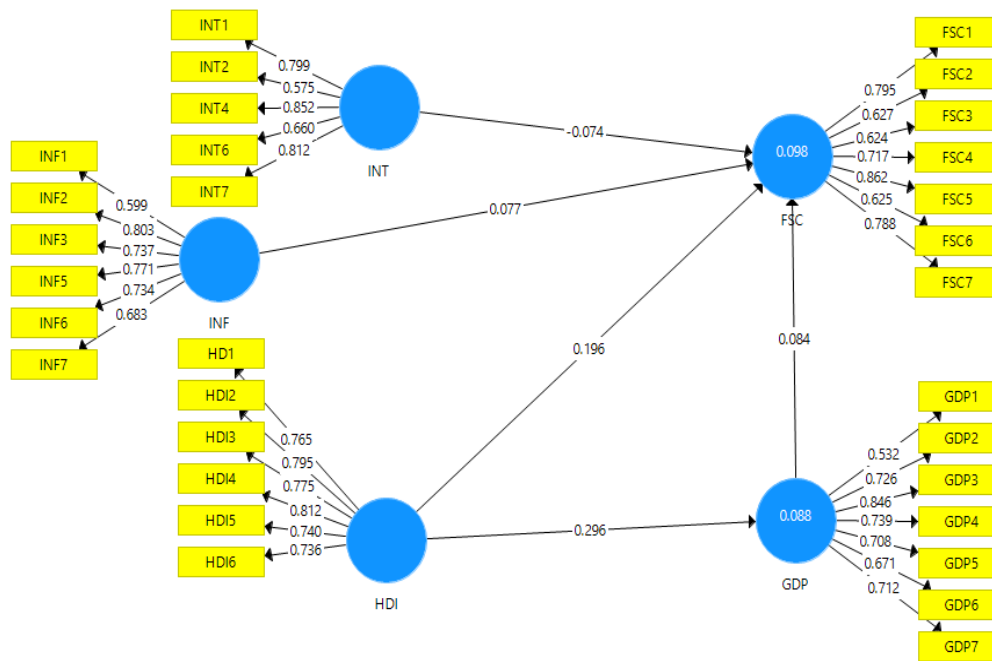 INT1
INT2
INT4
INT6
INT7
0.799
0.575
0.852
0.660
0.812
INT
-0.074
INF1
INF2
INF3
INF5
INF6
INF7
0.599
0.803
0.737
0.771
0.734
0.683
INF
0.077
HD1
HDI2
HDI3
HDI4
HDI5
HDI6
0.765
0.795
0.775
0.812
0.740
0.736
HDI
0.196
0.296
0.098
FSC
0.795
0.627
0.624
0.717
0.862
0.625
0.788
FSC1
FSC2
FSC3
FSC4
FSC5
FSC6
FSC7
0.084
0.088
GDP
0.532
0.726
0.846
0.739
0.708
0.671
0.712
GDP1
GDP2
GDP3
GDP4
GDP5
GDP6
GDP7